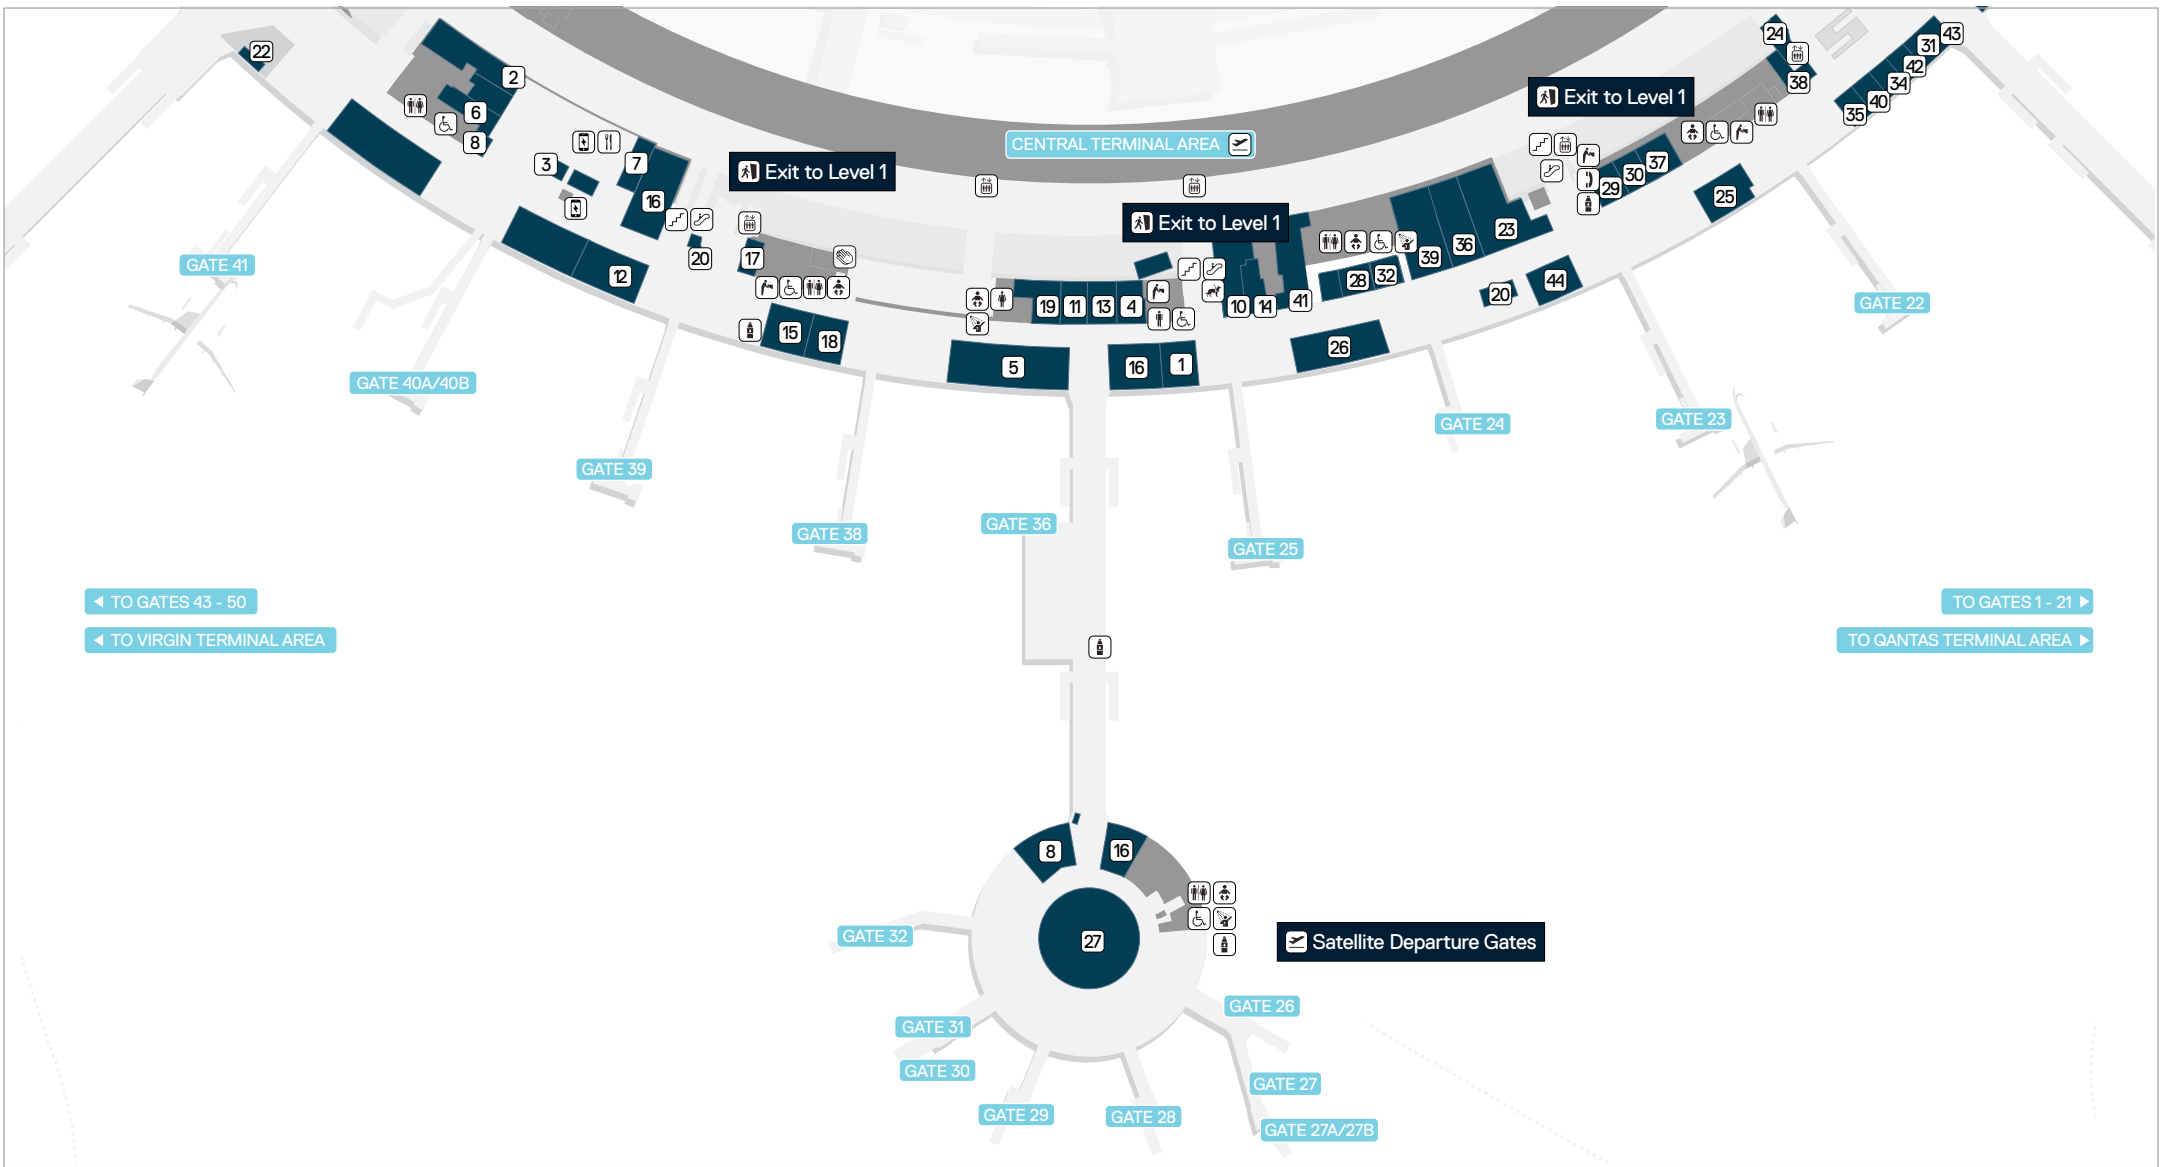 22
2
6
8
3
7
16
20
17
12
15
18
Exit to Level 1
CENTRAL TERMINAL AREA
Exit to Level 1
Exit to Level 1
24
38
43
31
42
34
40
35
37
30
29
25
23
36
39
32
28
44
20
41
14
10
19
11
13
4
5
16
1
26
GATE 41
GATE 40A/40B
GATE 39
GATE 38
GATE 36
GATE 25
GATE 24
GATE 23
GATE 22
TO GATES 43 - 50
TO VIRGIN TERMINAL AREA
TO GATES 1 - 21
TO QANTAS TERMINAL AREA
8
16
27
Satellite Departure Gates
GATE 32
GATE 31
GATE 30
GATE 29
GATE 28
GATE 26
GATE 27
GATE 27A/27B